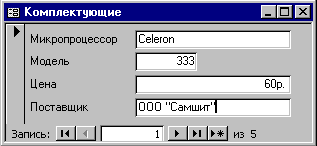 Комплектующие
Микропроцессор Celeron
Модель 333
Цена 60р.
Поставщик ООО "Самшит"
Запись: 1 из 5